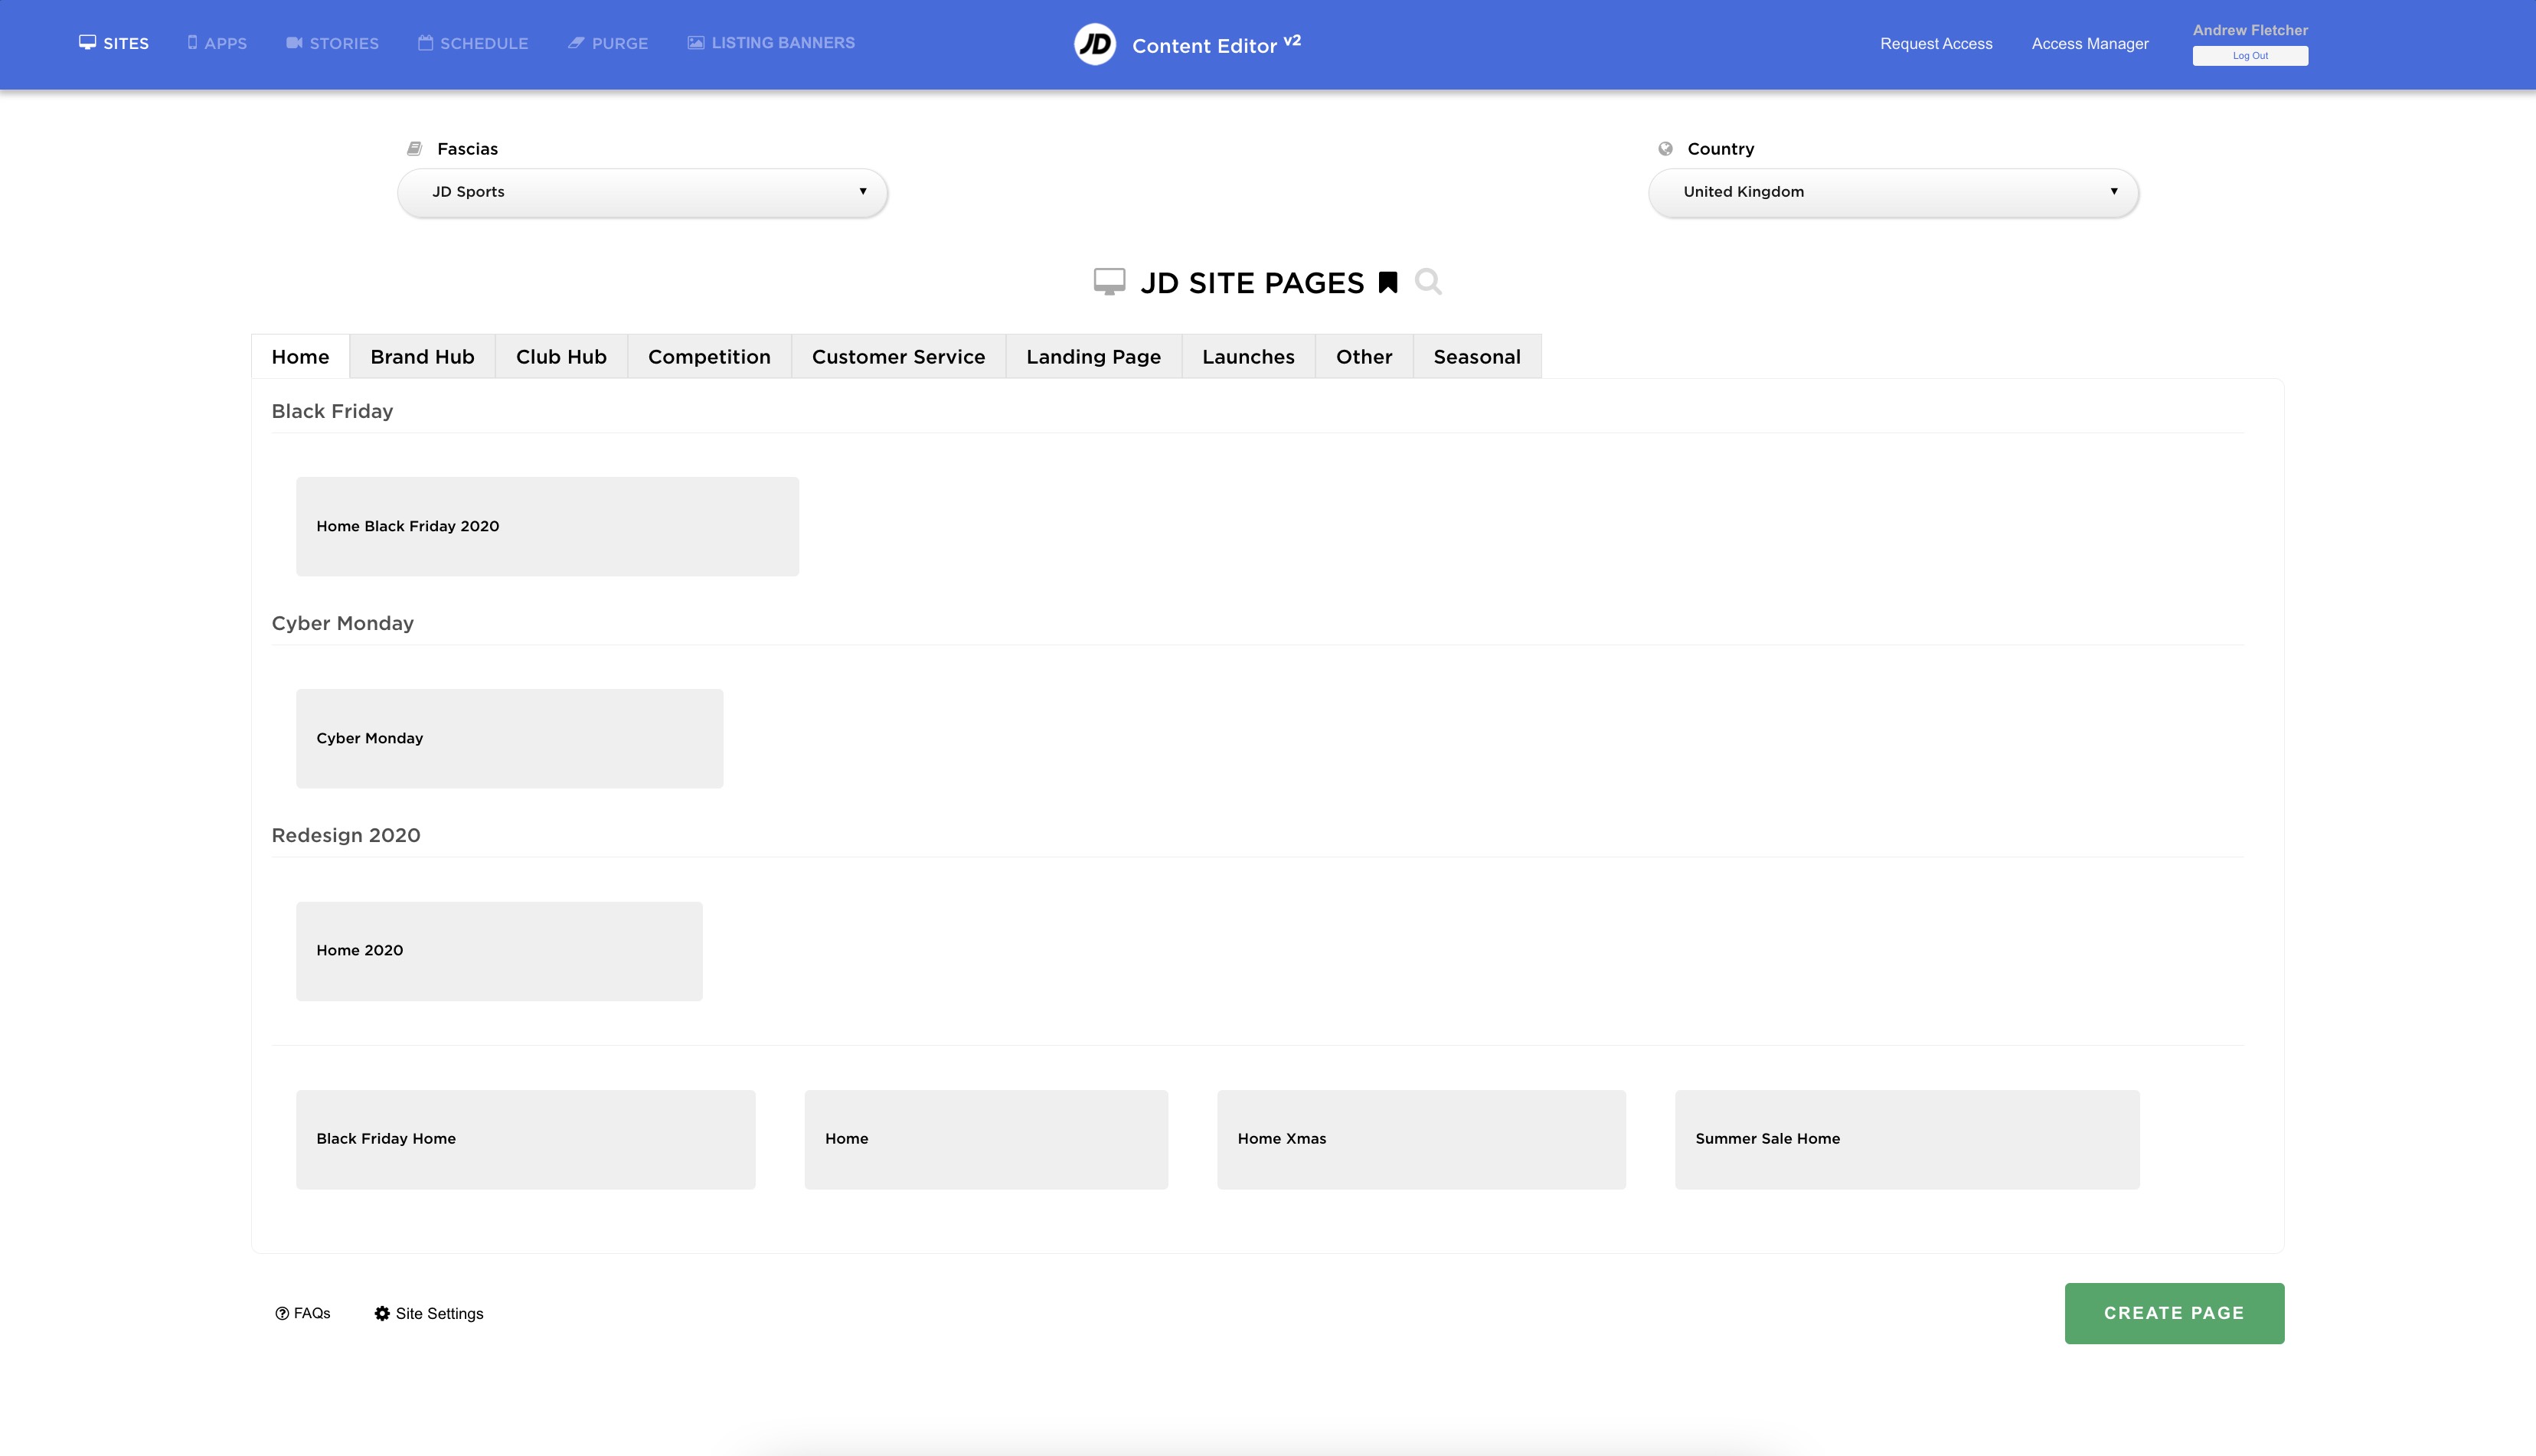 SITES APPS STORIES SCHEDULE PURGE LISTING BANNERS
JD Content Editor v2
Request Access Access Manager
Andrew Fletcher
Log Out
Fascias
JD Sports
Country
United Kingdom
JD SITE PAGES
Home Brand Hub Club Hub Competition Customer Service Landing Page Launches Other Seasonal
Black Friday
Home Black Friday 2020
Cyber Monday
Cyber Monday
Redesign 2020
Home 2020
Black Friday Home Home Home Xmas Summer Sale Home
FAQs Site Settings
CREATE PAGE